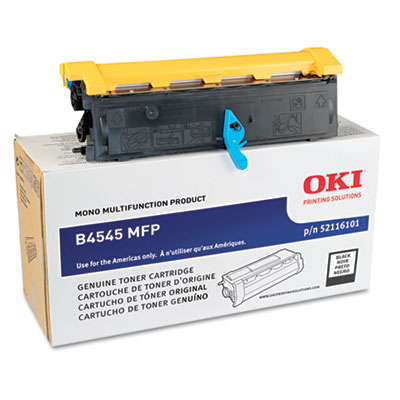 MONO MULTIFUNCTION PRODUCT
B4545 MFP
Use for the Americas only. À n'utiliser qu'aux Amériques.
GENUINE TONER CARTRIDGE
CARTOUCHE DE TONER D'ORIGINE
CARTUCHO DE TÓNER ORIGINAL
CARTUCHO DE TONER GENUÍNO
OKI
PRINTING SOLUTIONS
p/n 52116101
BLACK
NOIR
PRETO
NEGRO